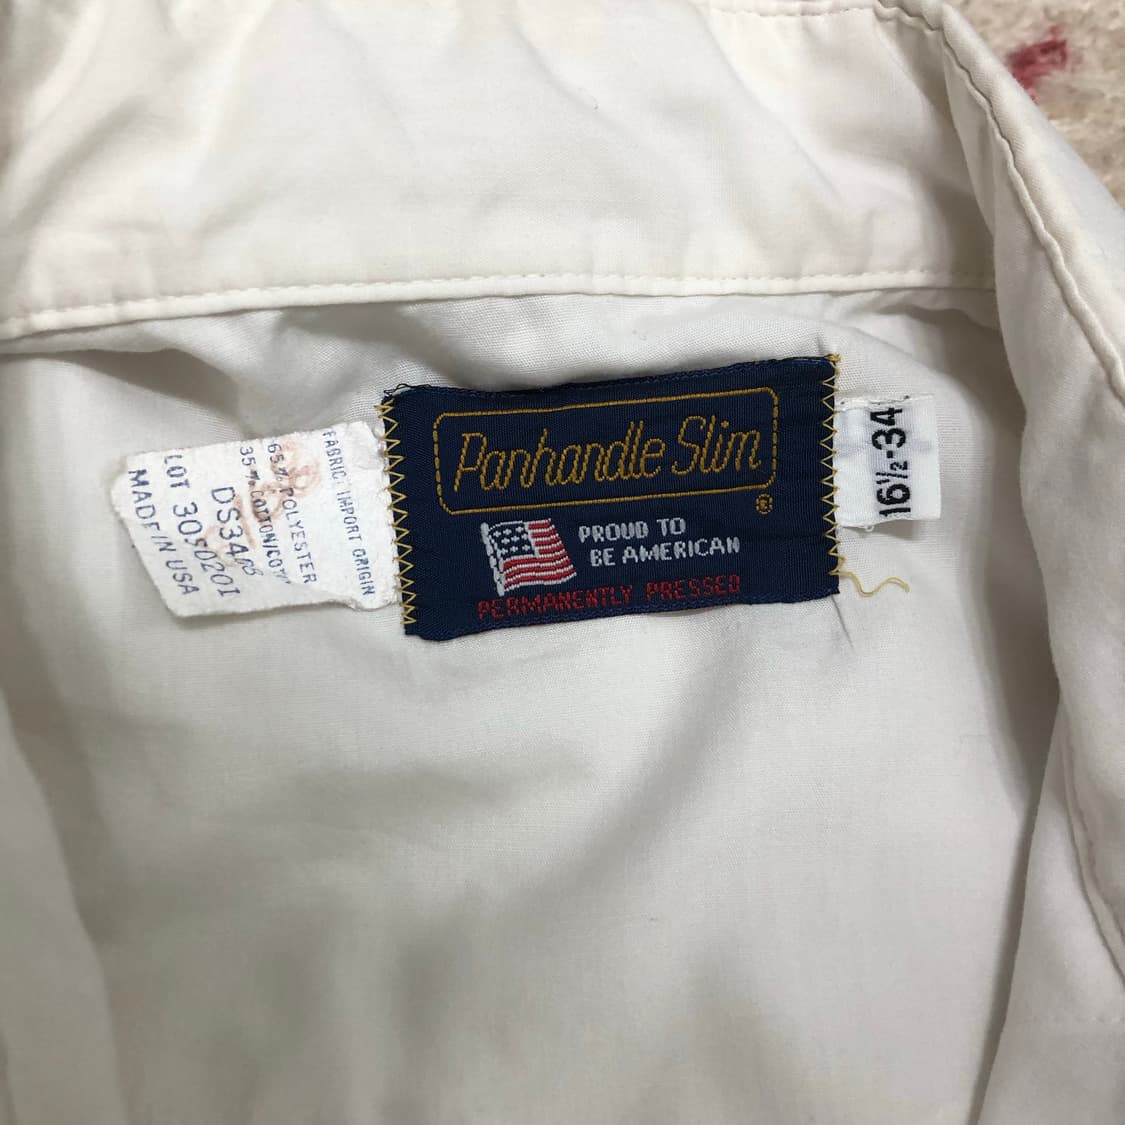 FABRIC: IMPORT ORIGIN
65% POLYESTER
35% COTTON/COT
LOT 3050201
MADE IN USA
Panhandle Slim
®
PROUD TO
BE AMERICAN
PERMANENTLY PRESSED
16½-34